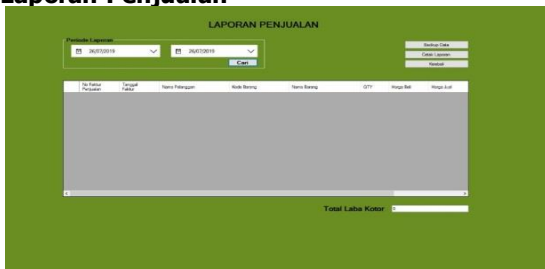 Laporan Penjualan
LAPORAN PENJUALAN
Periode Laporan
26/07/2019
26/07/2019
Cari
Backup Data
Cetak Laporan
Kembali
No Faktur Penjualan
Tanggal Faktur
Nama Pelanggan
Kode Barang
Nama Barang
QTY
Harga Beli
Harga Jual
Total Laba Kotor
0